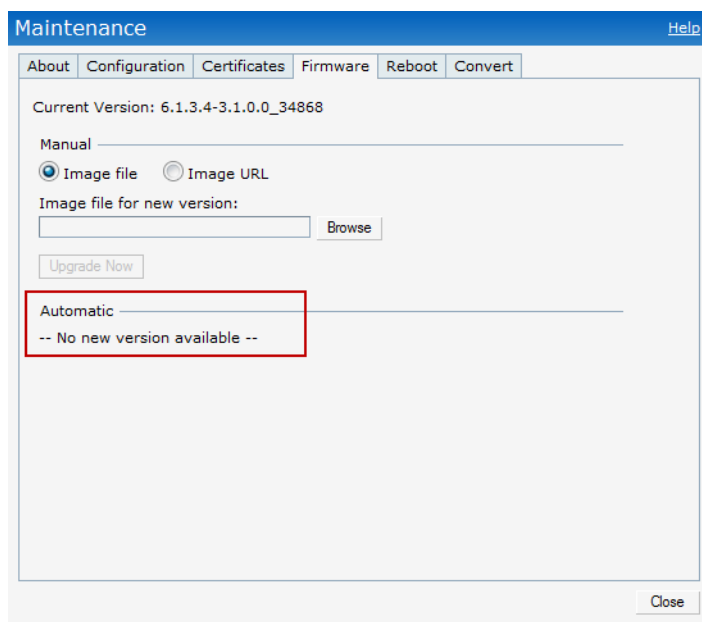 Maintenance Help
About Configuration Certificates Firmware Reboot Convert
Current Version: 6.1.3.4-3.1.0.0_34868
Manual
Image file Image URL
Image file for new version:
Browse
Upgrade Now
Automatic
-- No new version available --
Close